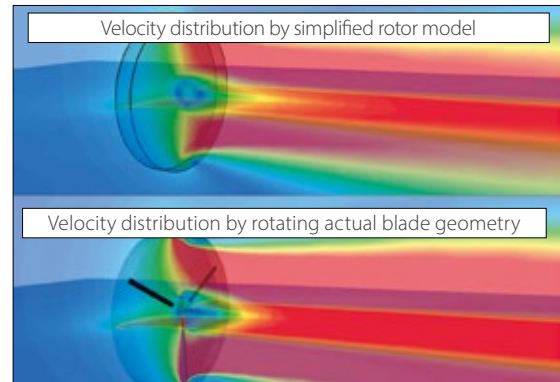 Velocity distribution by simplified rotor model
Velocity distribution by rotating actual blade geometry